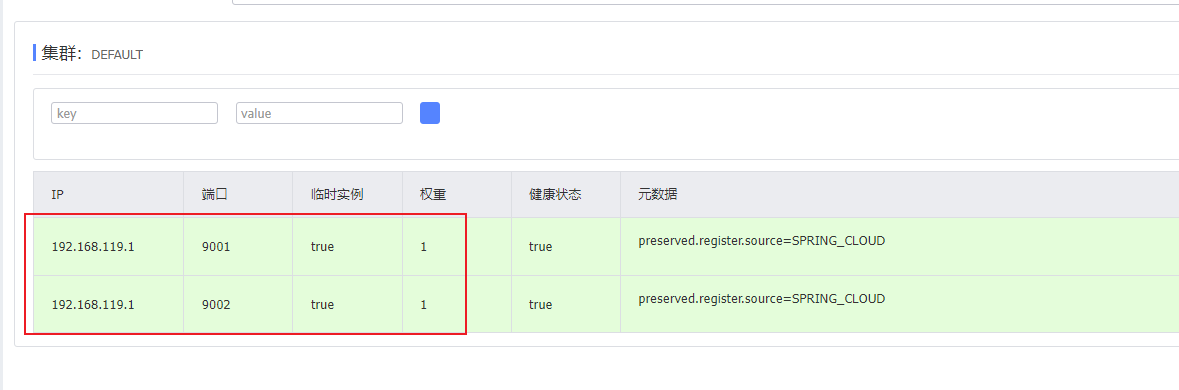 集群: DEFAULT
key value
IP 端口 临时实例 权重 健康状态 元数据
192.168.119.1 9001 true 1 true preserved.register.source=SPRING_CLOUD
192.168.119.1 9002 true 1 true preserved.register.source=SPRING_CLOUD